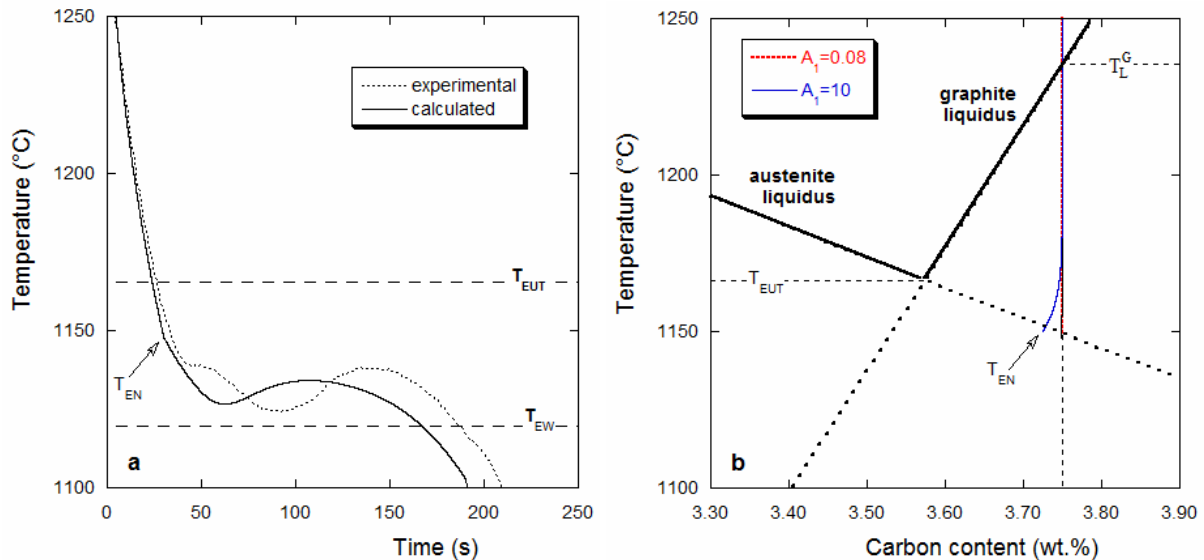 1250
1200
1150
1100
Temperature (°C)
experimental
calculated
T_EUT
T_EN
T_EW
a
0
50
100
150
200
250
Time (s)
1250
1200
1150
1100
Temperature (°C)
A_1=0.08
A_1=10
T_L^G
graphite
liquidus
austenite
liquidus
T_EUT
T_EN
b
3.30
3.40
3.50
3.60
3.70
3.80
3.90
Carbon content (wt.%)